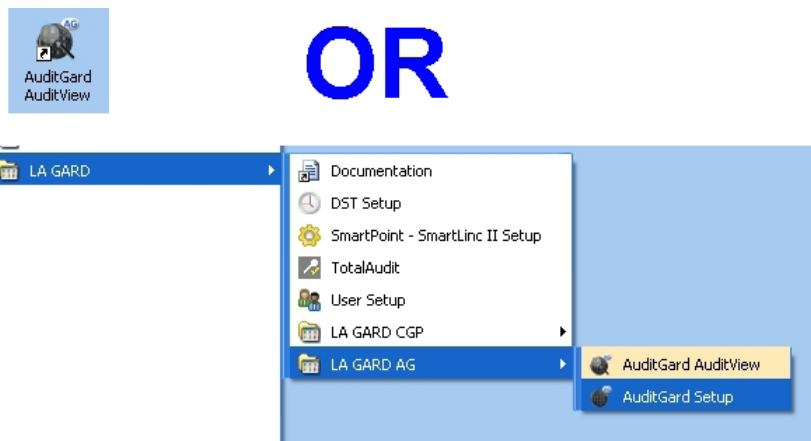 AG
AuditGard
AuditView
OR
LA GARD
Documentation
DST Setup
SmartPoint - SmartLinc II Setup
TotalAudit
User Setup
LA GARD CGP
LA GARD AG
AuditGard AuditView
AuditGard Setup